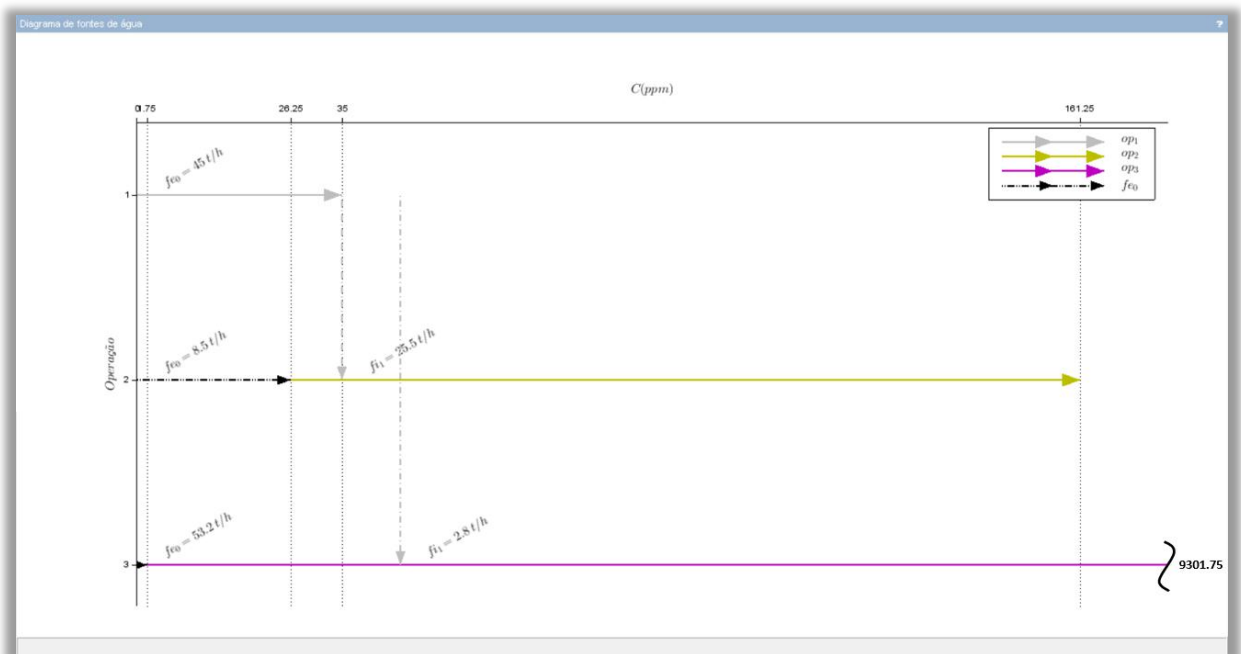 Diagrama de fontes de água ?
C(ppm)
0 1.75 26.25 35 161.25
op₁
op₂
op₃
fe₀
fe₀ = 45 t/h
1
Operação
fe₀ = 8.5 t/h
fi₁ = 25.5 t/h
2
fe₀ = 53.2 t/h
fi₁ = 2.8 t/h
3
9301.75